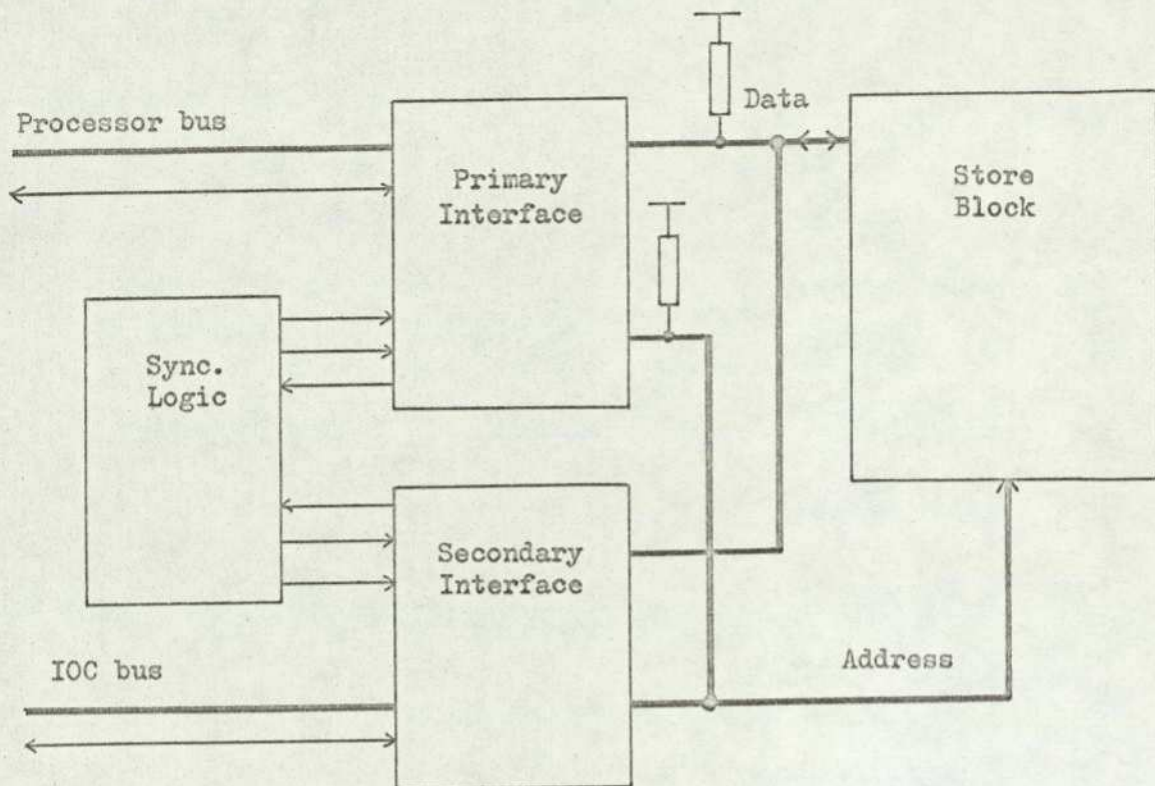 Data
Processor bus
Primary
Interface
Store
Block
Sync.
Logic
Secondary
Interface
IOC bus
Address